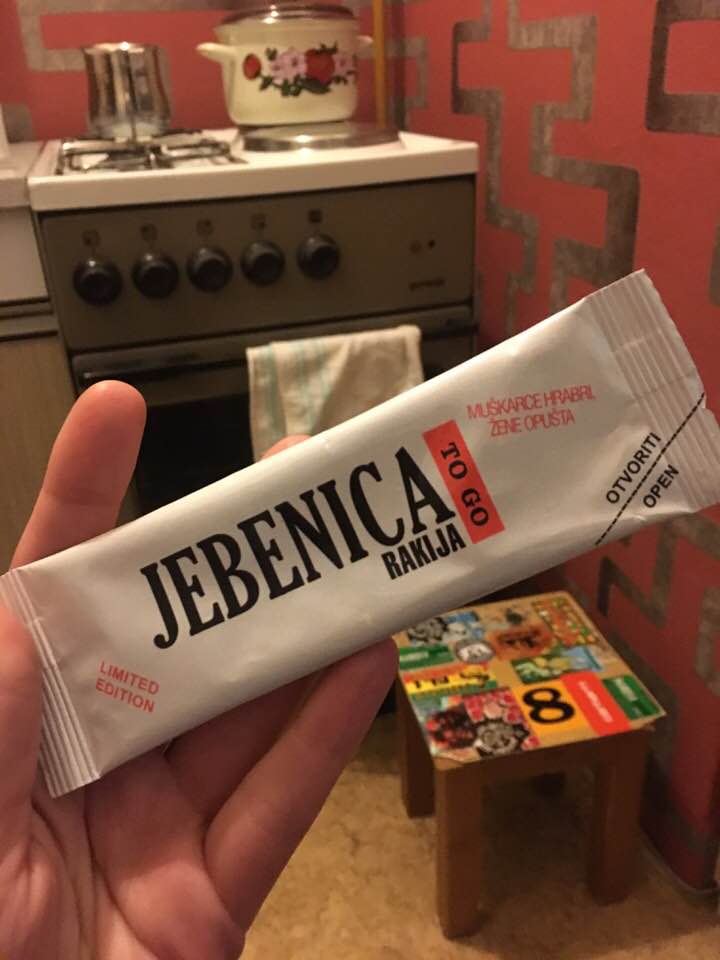 JEBENICA
RAKIJA
TO GO
MUŠKARCE HRABRI,
ŽENE OPUŠTA
OTVORITI
OPEN
LIMITED
EDITION
8